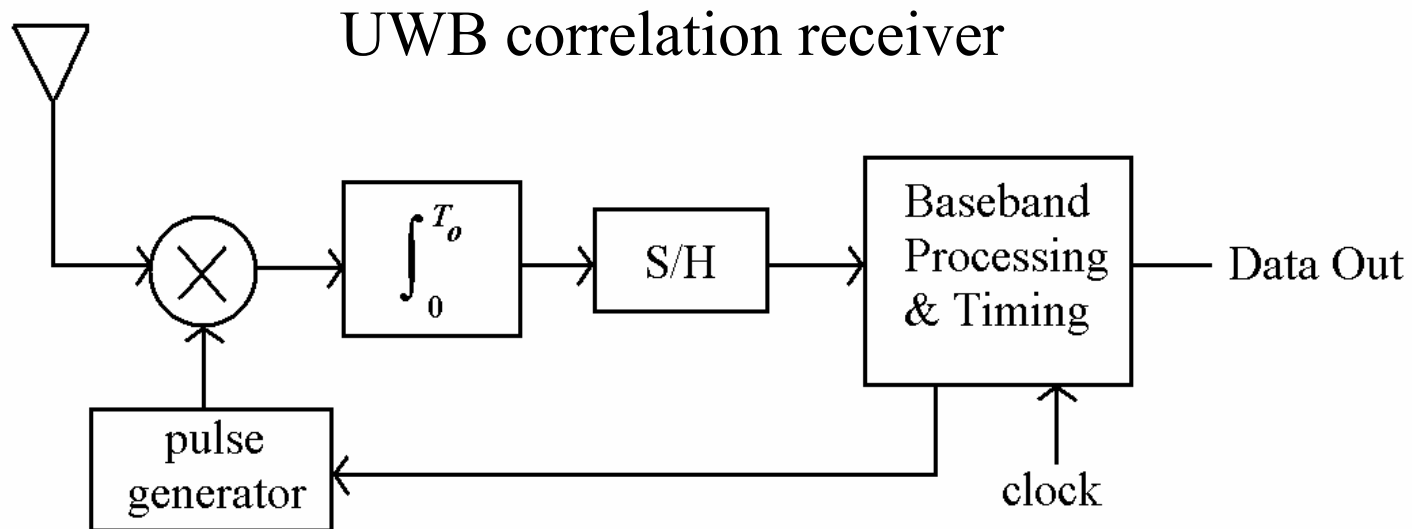 UWB correlation receiver
∫₀^{T_o}
S/H
Baseband
Processing
& Timing
Data Out
pulse
generator
clock